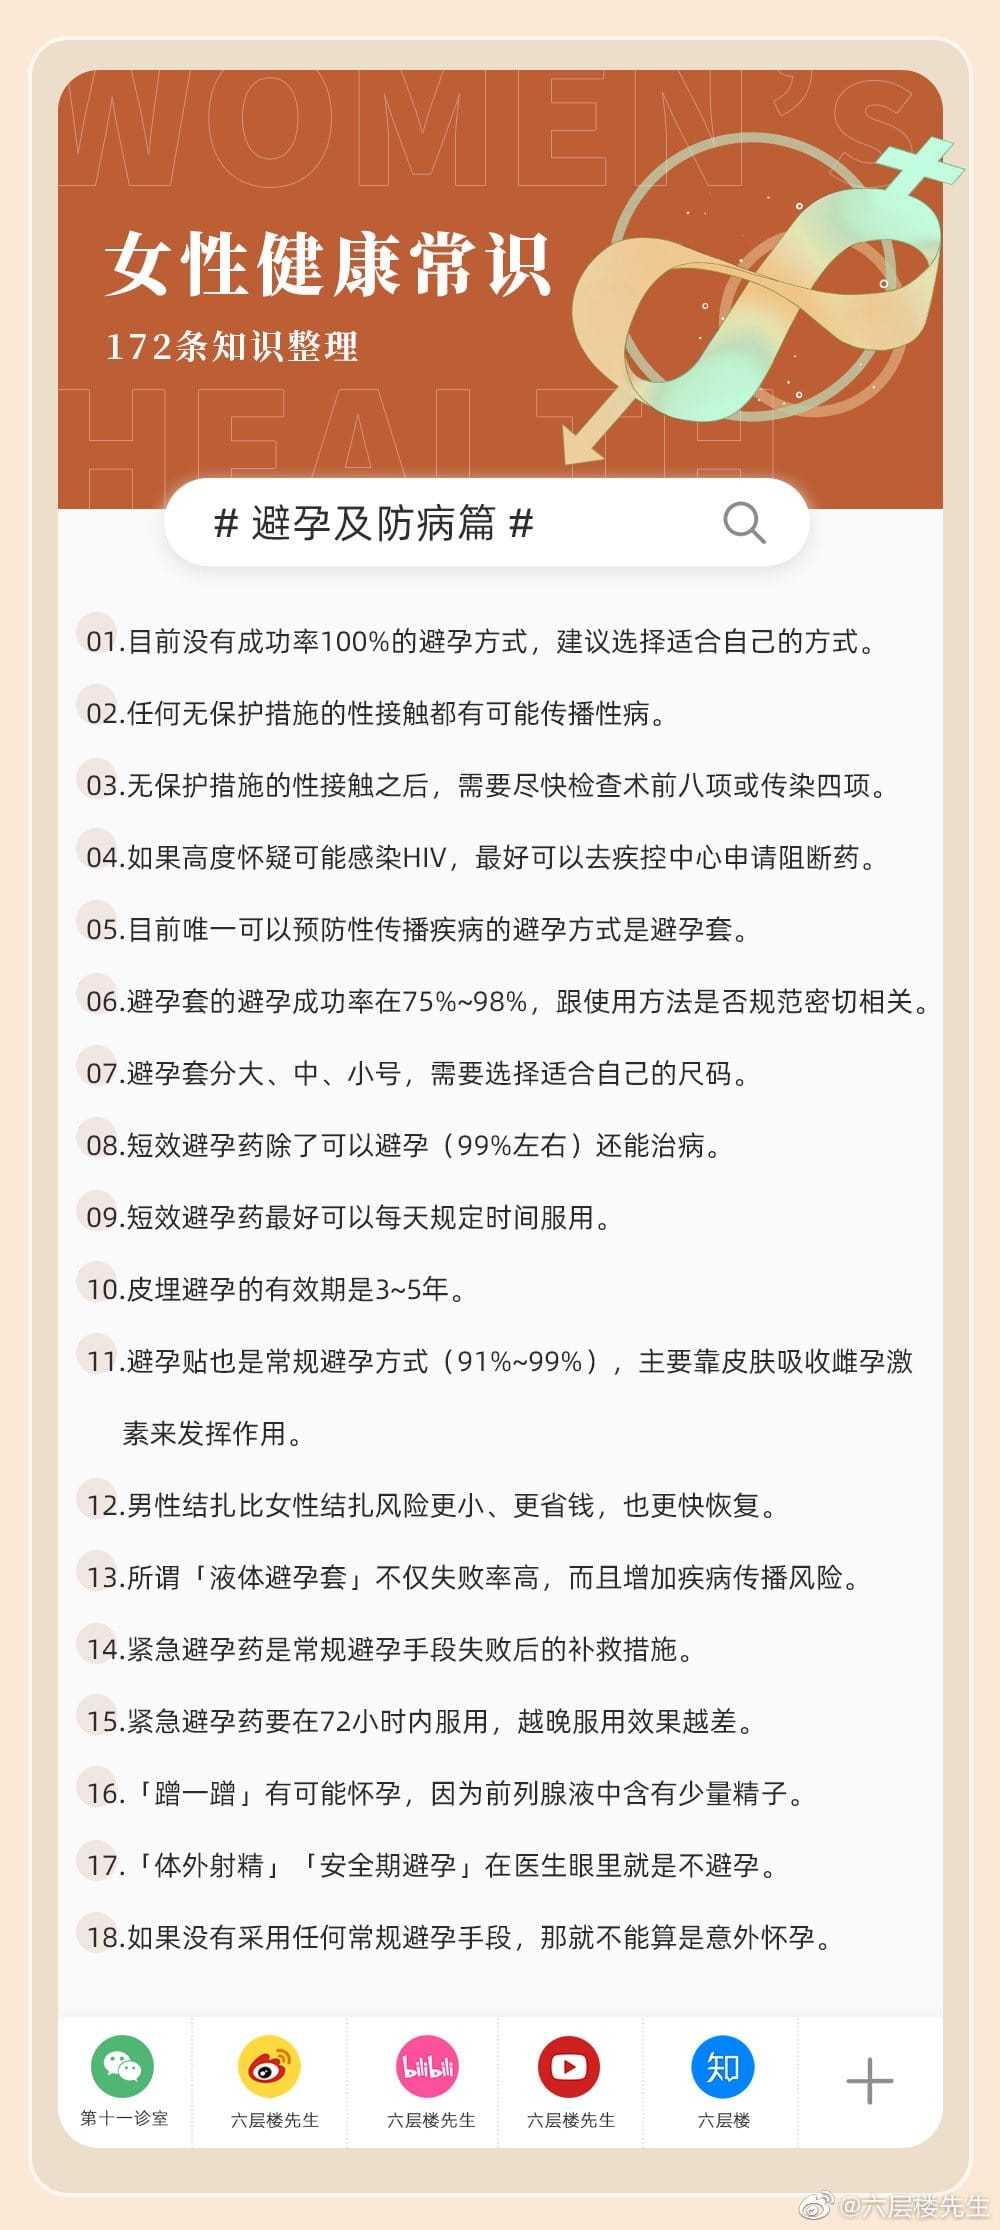 WOMEN's
女性健康常识
172条知识整理
HEALTH
# 避孕及防病篇 #
01.目前没有成功率100%的避孕方式，建议选择适合自己的方式。
02.任何无保护措施的性接触都有可能传播性病。
03.无保护措施的性接触之后，需要尽快检查术前八项或传染四项。
04.如果高度怀疑可能感染HIV，最好可以去疾控中心申请阻断药。
05.目前唯一可以预防性传播疾病的避孕方式是避孕套。
06.避孕套的避孕成功率在75%~98%，跟使用方法是否规范密切相关。
07.避孕套分大、中、小号，需要选择适合自己的尺码。
08.短效避孕药除了可以避孕（99%左右）还能治病。
09.短效避孕药最好可以每天规定时间服用。
10.皮埋避孕的有效期是3~5年。
11.避孕贴也是常规避孕方式（91%~99%），主要靠皮肤吸收雌孕激
素来发挥作用。
12.男性结扎比女性结扎风险更小、更省钱，也更快恢复。
13.所谓「液体避孕套」不仅失败率高，而且增加疾病传播风险。
14.紧急避孕药是常规避孕手段失败后的补救措施。
15.紧急避孕药要在72小时内服用，越晚服用效果越差。
16.「蹭一蹭」有可能怀孕，因为前列腺液中含有少量精子。
17.「体外射精」「安全期避孕」在医生眼里就是不避孕。
18.如果没有采用任何常规避孕手段，那就不能算是意外怀孕。
bilibili
知
第十一诊室
六层楼先生
六层楼先生
六层楼先生
六层楼
@六层楼先生